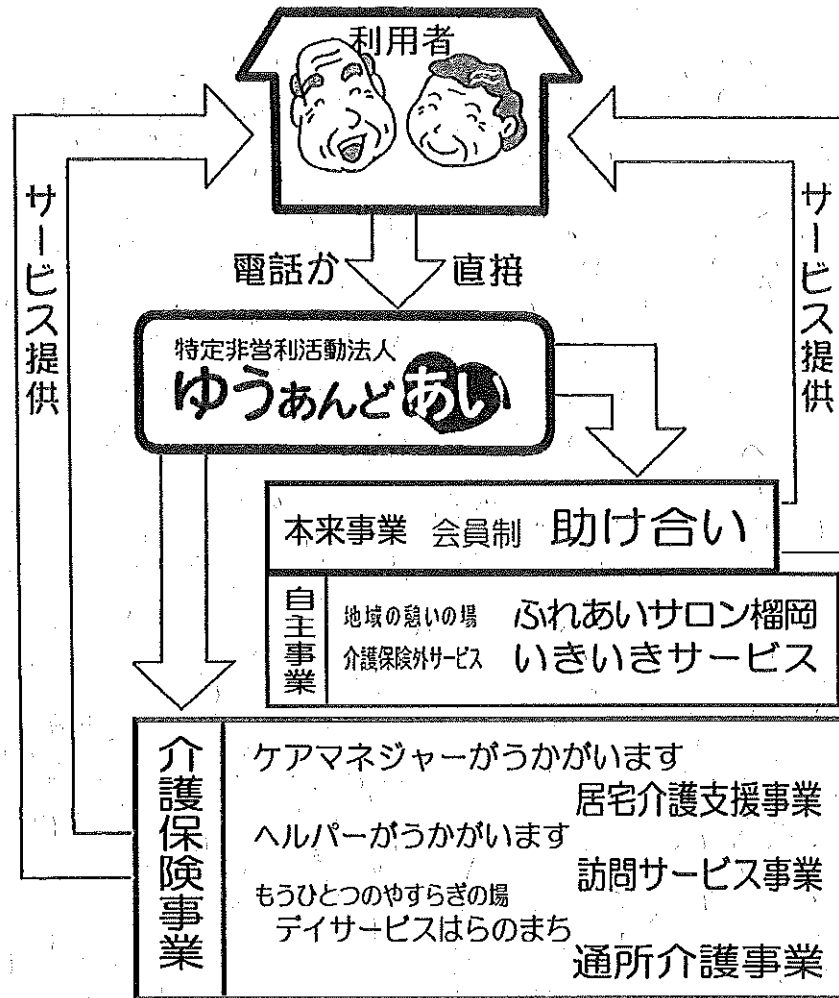 利用者
サービス提供
サービス提供
電話か 直接
特定非営利活動法人
ゆうあんどあい
本来事業 会員制 助け合い
自主事業
地域の憩いの場 ふれあいサロン榴岡
介護保険外サービス いきいきサービス
介護保険事業
ケアマネジャーがうかがいます
居宅介護支援事業
ヘルパーがうかがいます
訪問サービス事業
もうひとつのやすらぎの場
デイサービスはらのまち
通所介護事業